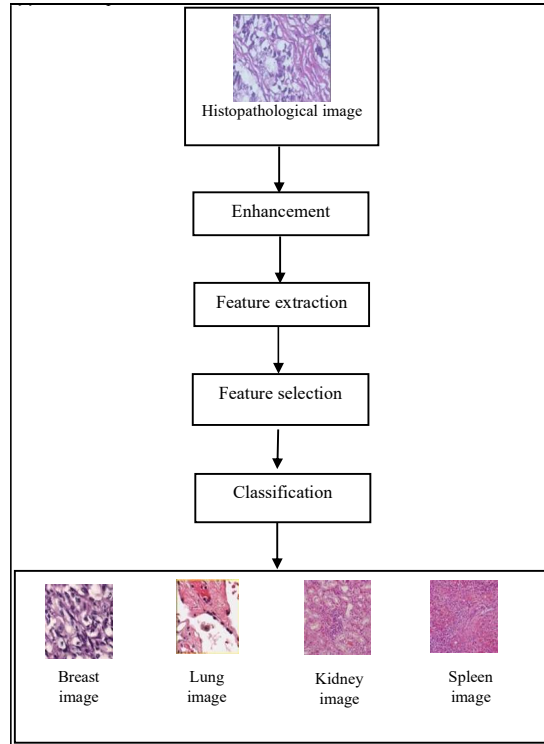 Histopathological image
Enhancement
Feature extraction
Feature selection
Classification
Breast
image
Lung
image
Kidney
image
Spleen
image